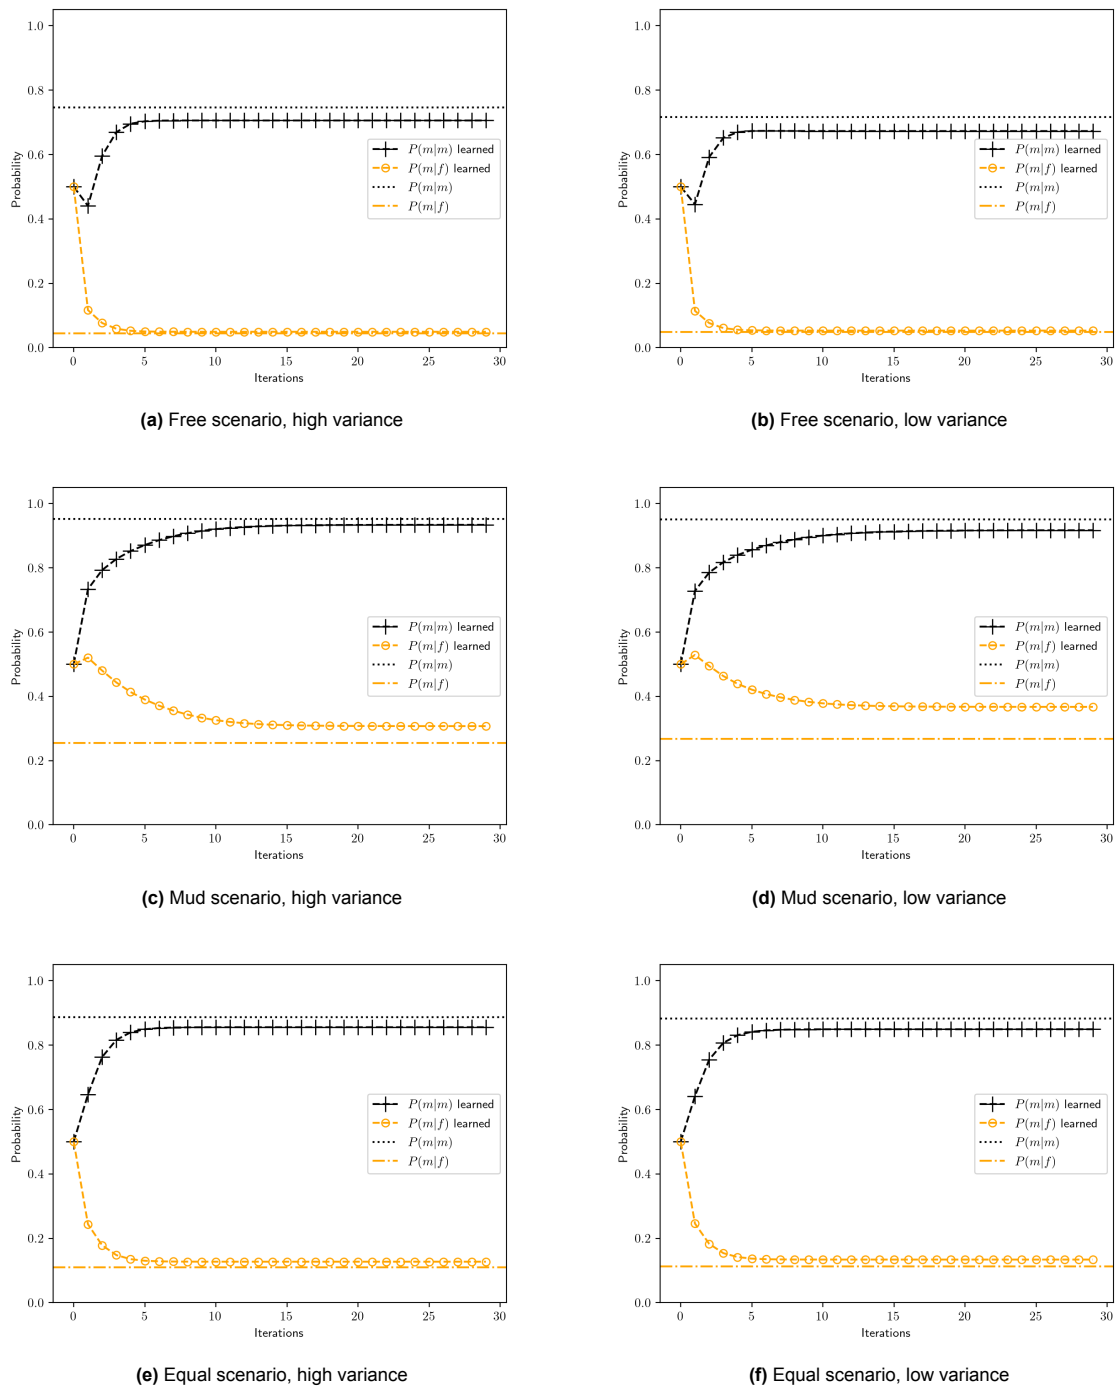 1.0
0.8
0.6
0.4
0.2
0.0
Probability
P(m|m) learned
P(m|f) learned
P(m|m)
P(m|f)
0 5 10 15 20 25 30
Iterations
(a) Free scenario, high variance
1.0
0.8
0.6
0.4
0.2
0.0
Probability
P(m|m) learned
P(m|f) learned
P(m|m)
P(m|f)
0 5 10 15 20 25 30
Iterations
(b) Free scenario, low variance
1.0
0.8
0.6
0.4
0.2
0.0
Probability
P(m|m) learned
P(m|f) learned
P(m|m)
P(m|f)
0 5 10 15 20 25 30
Iterations
(c) Mud scenario, high variance
1.0
0.8
0.6
0.4
0.2
0.0
Probability
P(m|m) learned
P(m|f) learned
P(m|m)
P(m|f)
0 5 10 15 20 25 30
Iterations
(d) Mud scenario, low variance
1.0
0.8
0.6
0.4
0.2
0.0
Probability
P(m|m) learned
P(m|f) learned
P(m|m)
P(m|f)
0 5 10 15 20 25 30
Iterations
(e) Equal scenario, high variance
1.0
0.8
0.6
0.4
0.2
0.0
Probability
P(m|m) learned
P(m|f) learned
P(m|m)
P(m|f)
0 5 10 15 20 25 30
Iterations
(f) Equal scenario, low variance